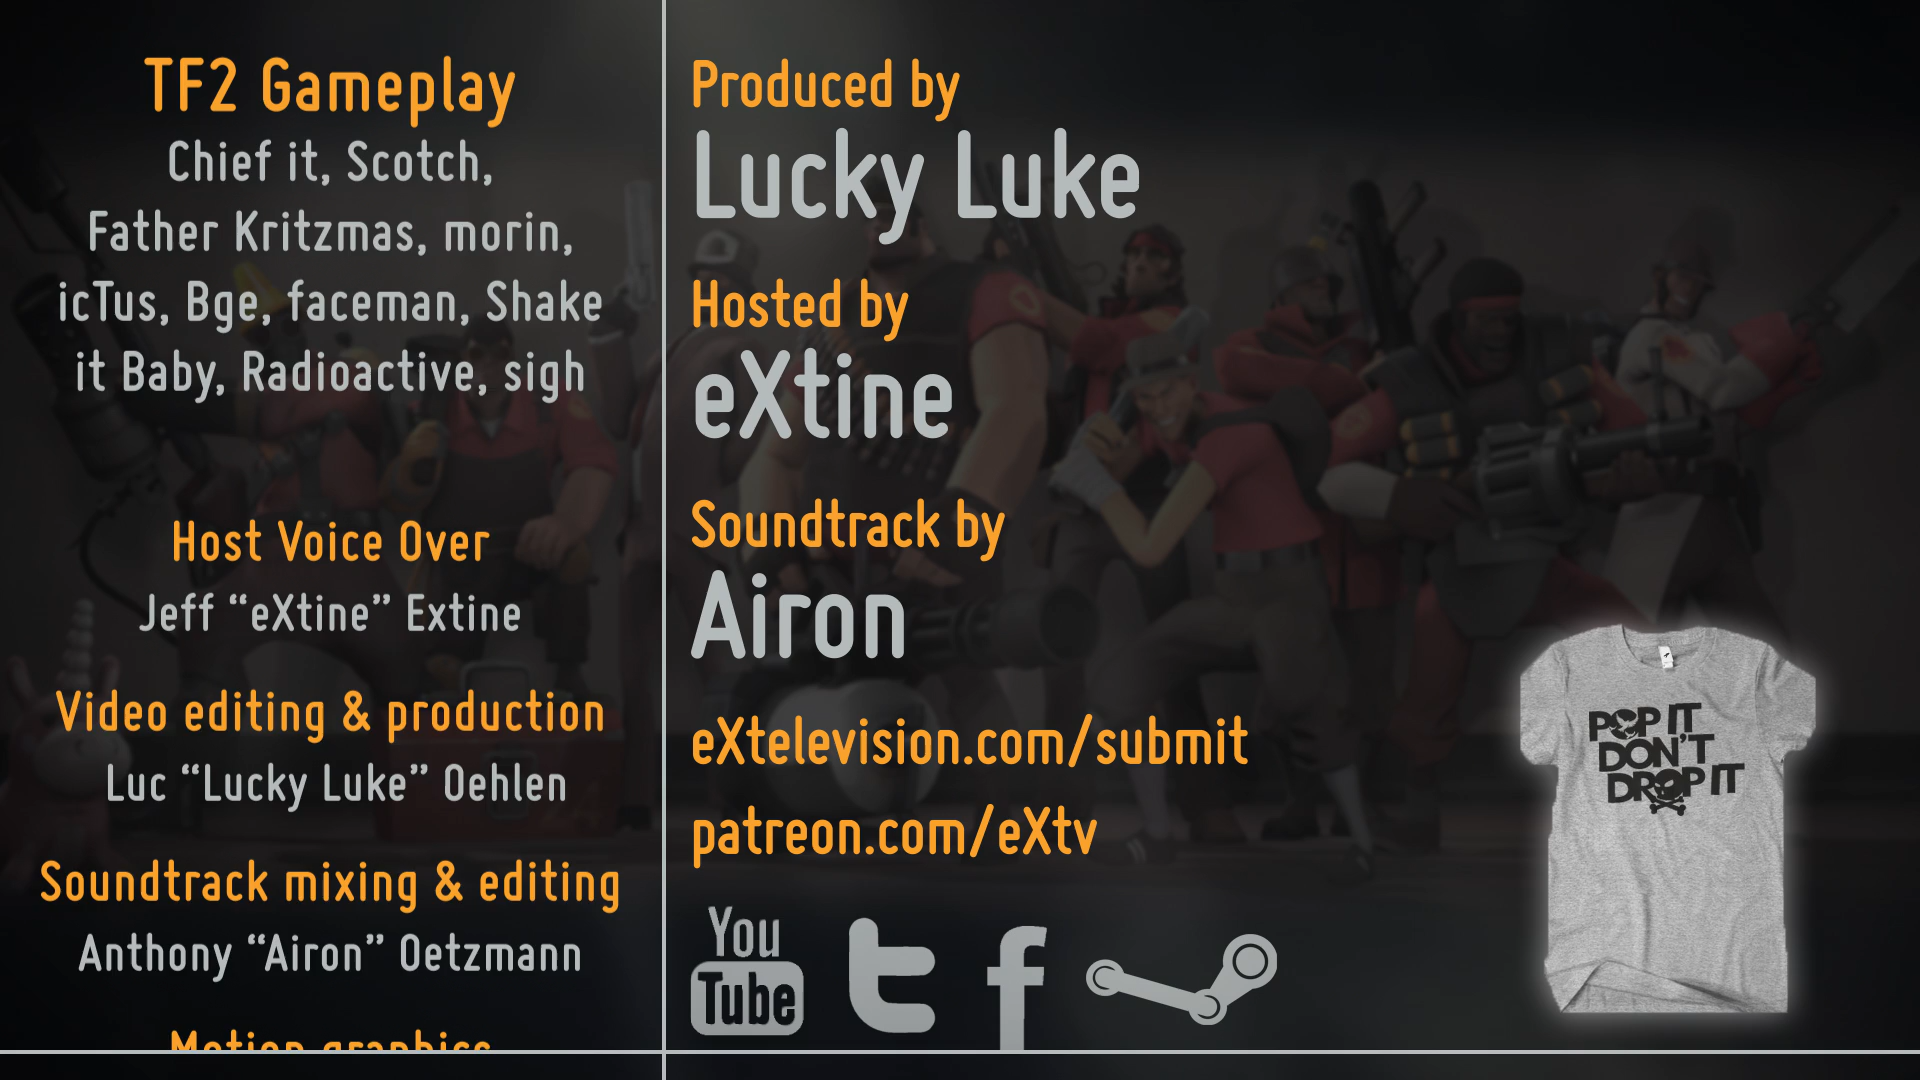 TF2 Gameplay
Chief it, Scotch,
Father Kritzmas, morin,
icTus, Bge, faceman, Shake
it Baby, Radioactive, sigh
Host Voice Over
Jeff “eXtine” Extine
Video editing & production
Luc “Lucky Luke” Oehlen
Soundtrack mixing & editing
Anthony “Airon” Oetzmann
Motion graphics
Produced by
Lucky Luke
Hosted by
eXtine
Soundtrack by
Airon
eXtelevision.com/submit
patreon.com/eXtv
You
Tube
POP IT
DON'T
DROP IT